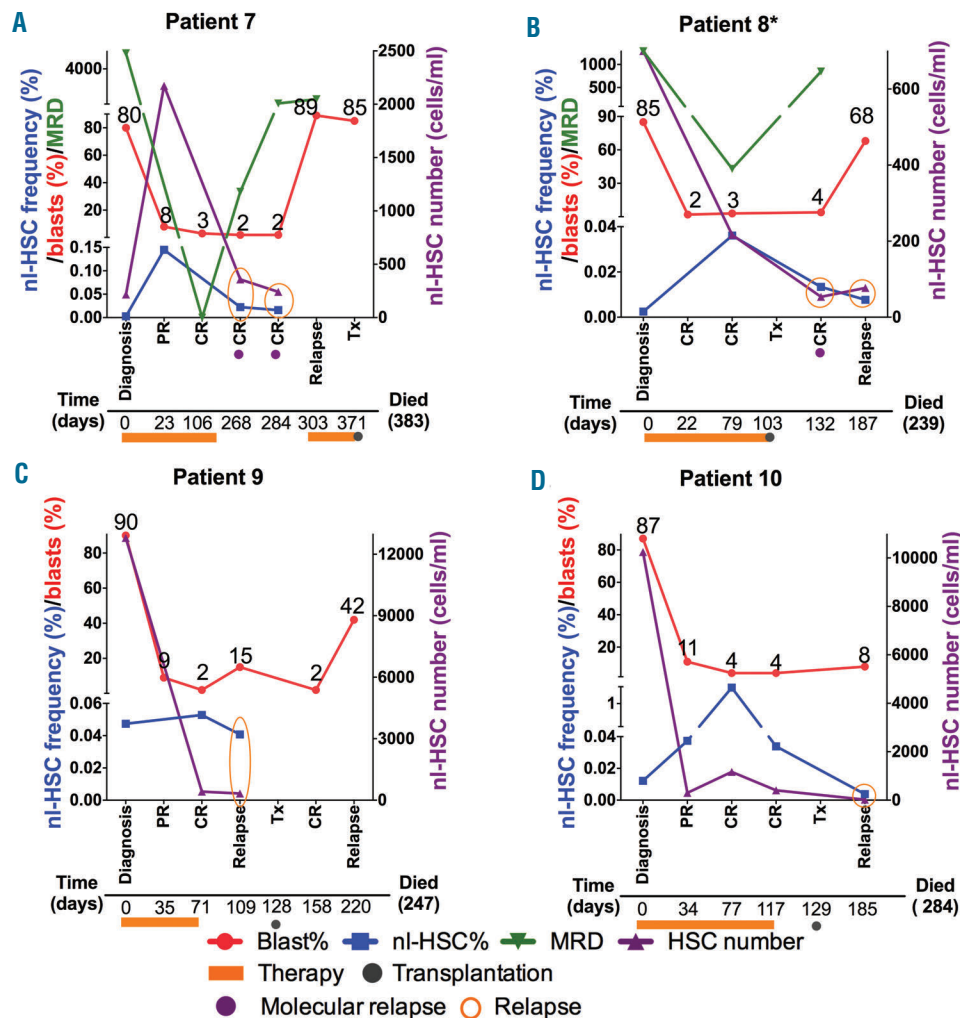 A
Patient 7
nl-HSC frequency (%)
/blasts (%)/MRD
4000
80
60
40
20
0.15
0.10
0.05
0.00
80
8
3
2
2
89
85
2500
2000
1500
1000
500
0
nl-HSC number (cells/ml)
Diagnosis
PR
CR
CR
CR
Relapse
Tx
Time
(days)
0 23 106 268 284 303 371
Died
(383)
B
Patient 8*
nl-HSC frequency (%)
/blasts (%)/MRD
1000
500
90
60
30
0.04
0.02
0.00
85
2
3
4
68
600
400
200
0
nl-HSC number (cells/ml)
Diagnosis
CR
CR
Tx
CR
Relapse
Time
(days)
0 22 79 103 132 187
Died
(239)
C
Patient 9
nl-HSC frequency (%)/blasts (%)
80
60
40
20
0.06
0.04
0.02
0.00
90
9
2
15
2
42
12000
9000
6000
3000
0
nl-HSC number (cells/ml)
Diagnosis
PR
CR
Relapse
Tx
CR
Relapse
Time
(days)
0 35 71 109 128 158 220
Died
(247)
D
Patient 10
nl-HSC frequency (%)/blasts (%)
80
60
40
20
1
0.04
0.02
0.00
87
11
4
4
8
10000
8000
6000
4000
2000
0
nl-HSC number (cells/ml)
Diagnosis
PR
CR
CR
Tx
Relapse
Time
(days)
0 34 77 117 129 185
Died
( 284)
Blast% nl-HSC% MRD HSC number
Therapy Transplantation
Molecular relapse Relapse